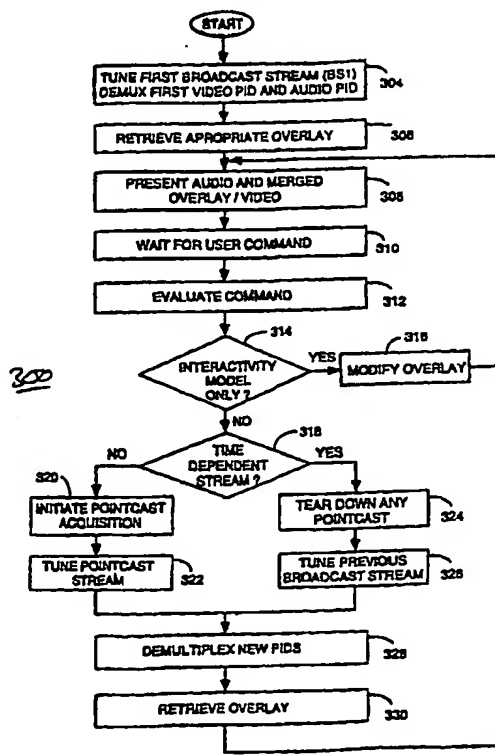 START
TUNE FIRST BROADCAST STREAM (BS1)
DEMUX FIRST VIDEO PID AND AUDIO PID
304
RETRIEVE APROPRIATE OVERLAY
306
PRESENT AUDIO AND MERGED
OVERLAY / VIDEO
308
WAIT FOR USER COMMAND
310
EVALUATE COMMAND
312
314
300
INTERACTIVITY
MODEL
ONLY ?
YES
316
MODIFY OVERLAY
NO
318
NO
TIME
DEPENDENT
STREAM ?
YES
320
INITIATE POINTCAST
ACQUISITION
TEAR DOWN ANY
POINTCAST
324
TUNE POINTCAST
STREAM
322
TUNE PREVIOUS
BROADCAST STREAM
326
DEMULTIPLEX NEW PIDS
328
RETRIEVE OVERLAY
330